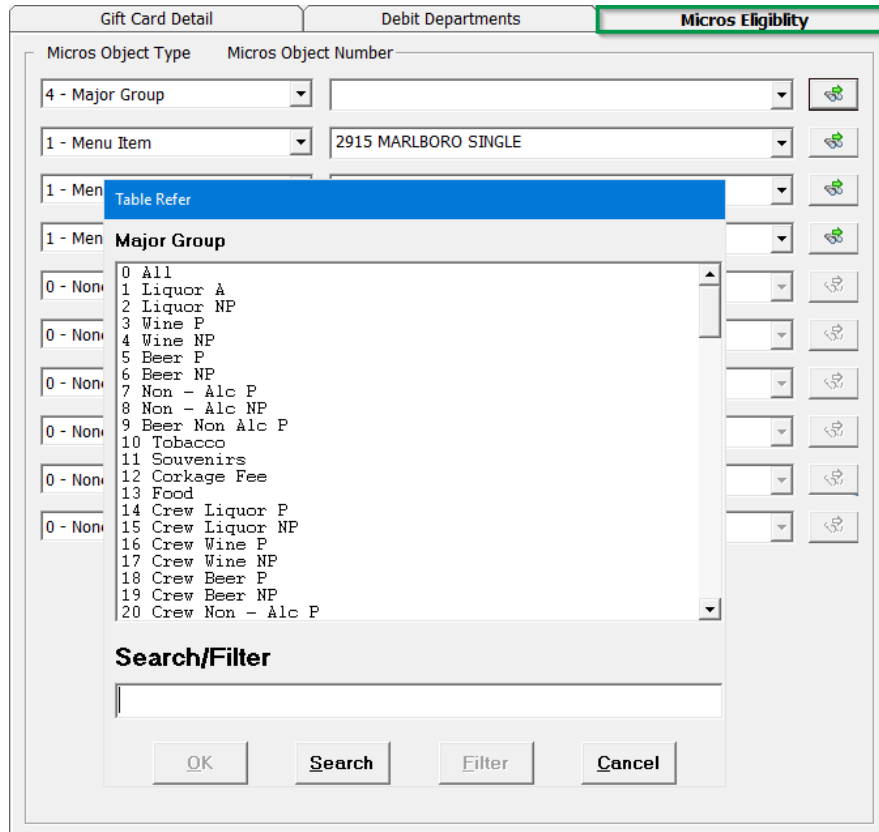 Gift Card Detail Debit Departments Micros Eligiblity
Micros Object Type Micros Object Number
4 - Major Group
1 - Menu Item 2915 MARLBORO SINGLE
1 - Men
Table Refer
1 - Men
Major Group
0 All
1 Liquor A
2 Liquor NP
3 Wine P
4 Wine NP
5 Beer P
6 Beer NP
7 Non - Alc P
8 Non - Alc NP
9 Beer Non Alc P
10 Tobacco
11 Souvenirs
12 Corkage Fee
13 Food
14 Crew Liquor P
15 Crew Liquor NP
16 Crew Wine P
17 Crew Wine NP
18 Crew Beer P
19 Crew Beer NP
20 Crew Non - Alc P
0 - None
0 - None
0 - None
0 - None
0 - None
0 - None
Search/Filter
OK Search Filter Cancel